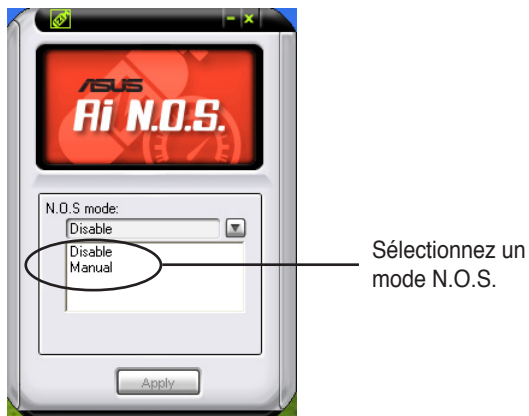 ASUS
Ai N.O.S.
N.O.S mode:
Disable
Disable
Manual
Sélectionnez un
mode N.O.S.
Apply